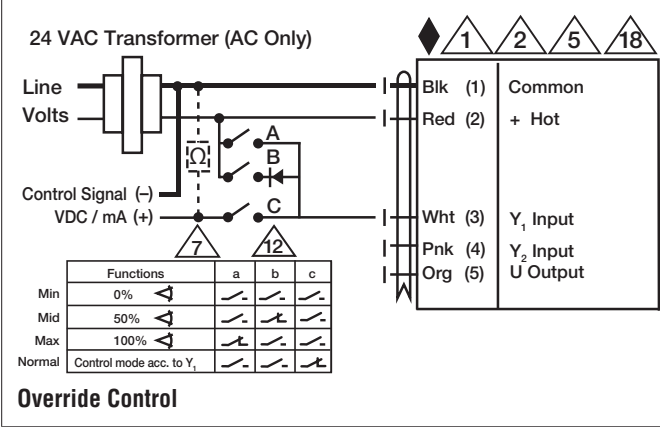 24 VAC Transformer (AC Only)
1 2 5 18
Line
Volts
Blk (1) Common
Red (2) + Hot
A
Ω
B
Control Signal (–)
VDC / mA (+)
C
Wht (3) Y₁ Input
Pnk (4) Y₂ Input
Org (5) U Output
7 12
Functions a b c
Min 0%
Mid 50%
Max 100%
Normal Control mode acc. to Y₁
Override Control